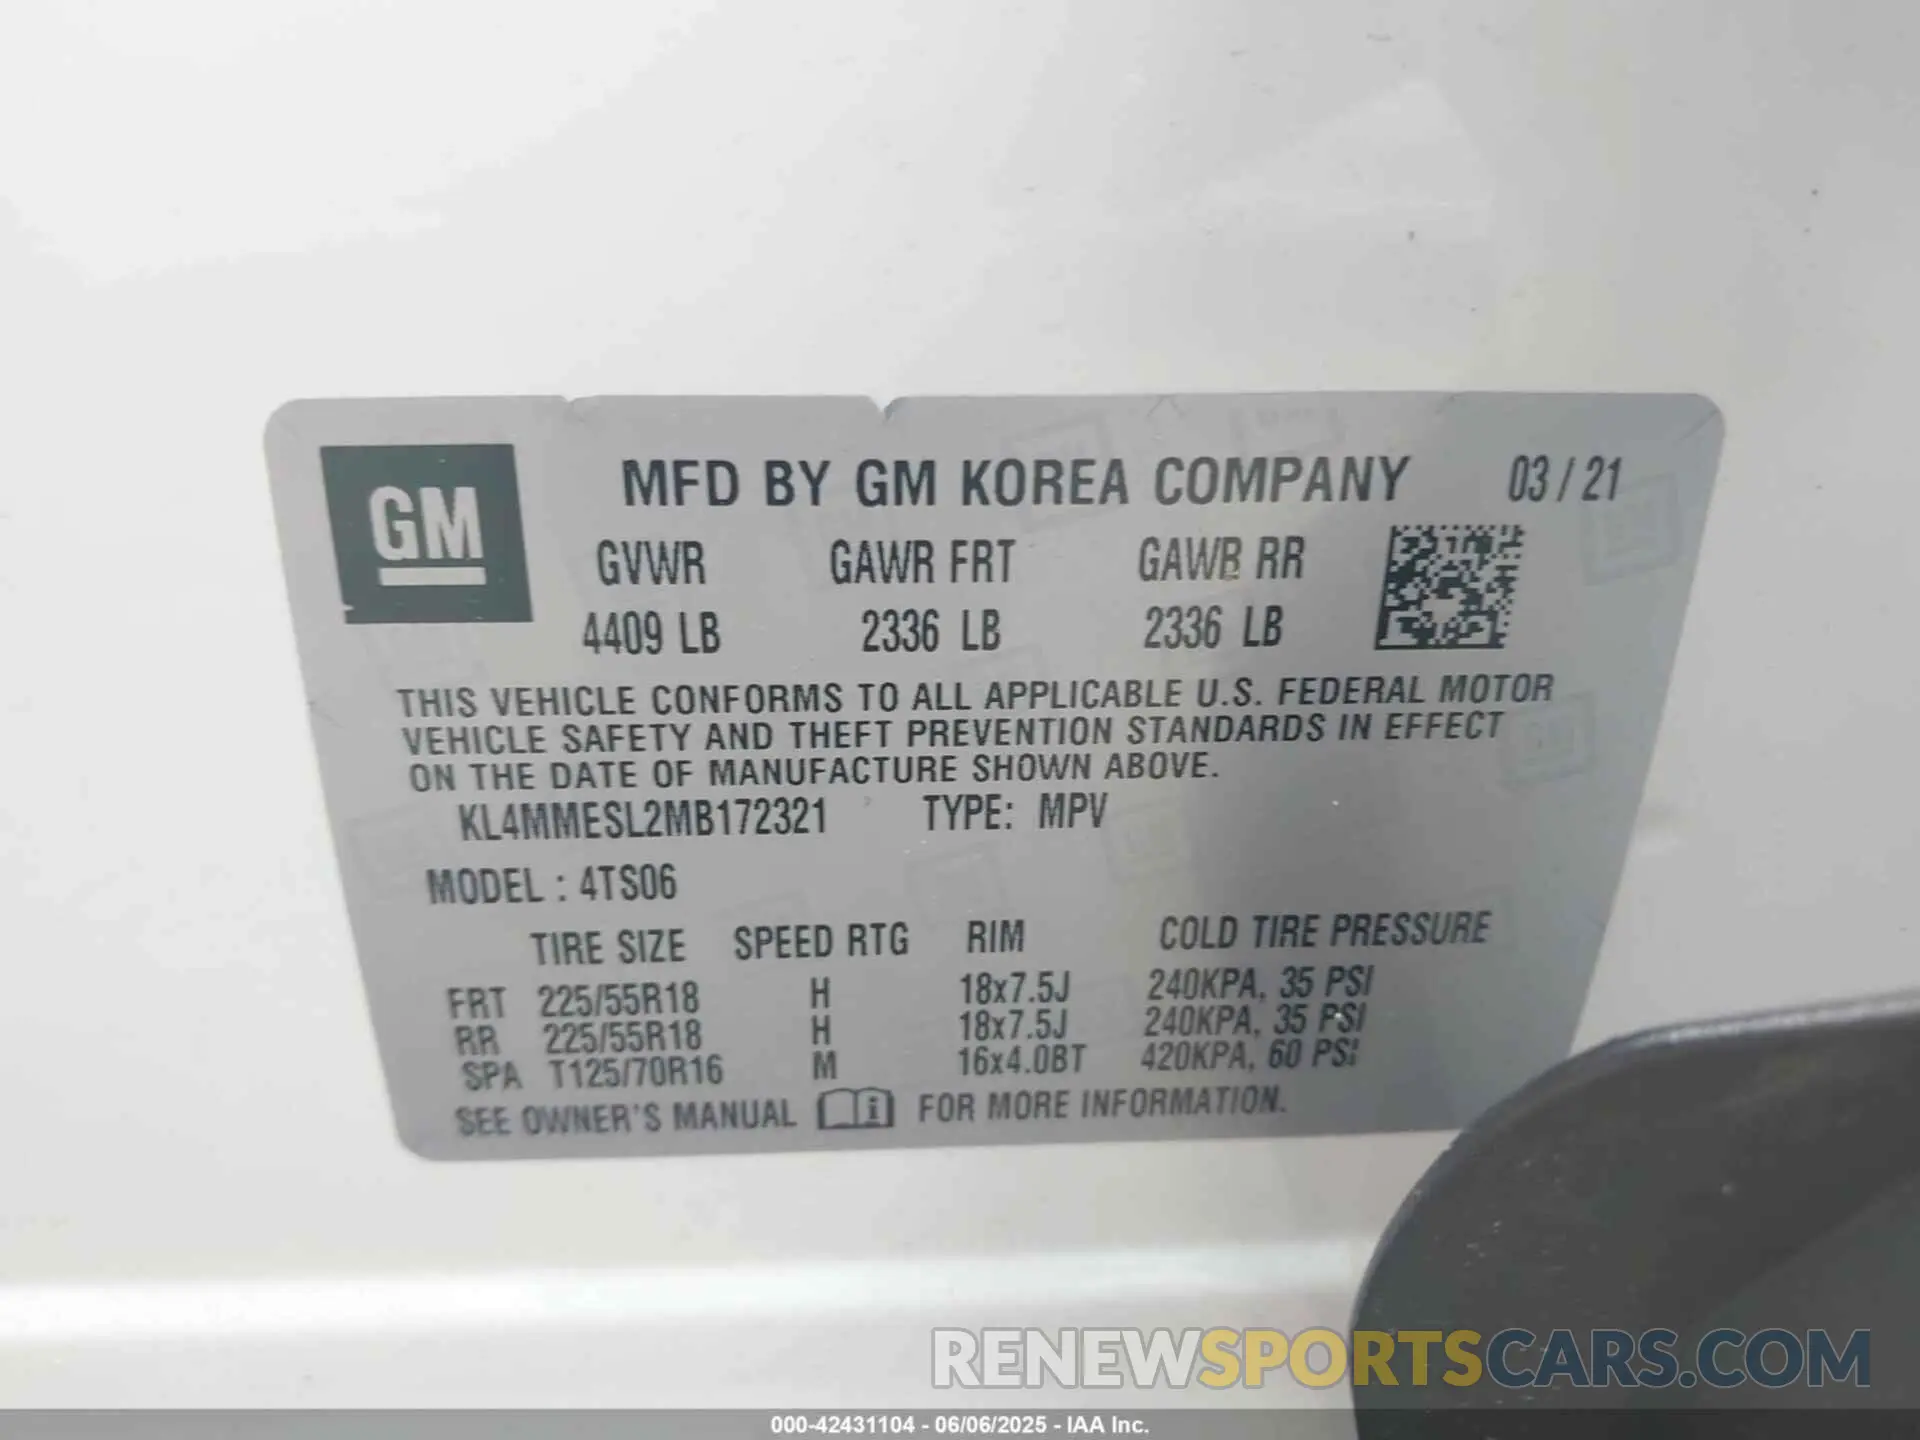 GM
MFD BY GM KOREA COMPANY 03 / 21
GVWR GAWR FRT GAWR RR
4409 LB 2336 LB 2336 LB
THIS VEHICLE CONFORMS TO ALL APPLICABLE U.S. FEDERAL MOTOR
VEHICLE SAFETY AND THEFT PREVENTION STANDARDS IN EFFECT
ON THE DATE OF MANUFACTURE SHOWN ABOVE.
KL4MMESL2MB172321 TYPE: MPV
MODEL : 4TS06
TIRE SIZE SPEED RTG RIM COLD TIRE PRESSURE
FRT 225/55R18 H 18x7.5J 240KPA, 35 PSI
RR 225/55R18 H 18x7.5J 240KPA, 35 PSI
SPA T125/70R16 M 16x4.0BT 420KPA, 60 PSI
SEE OWNER'S MANUAL i FOR MORE INFORMATION.
RENEWSPORTSCARS.COM
000-42431104 - 06/06/2025 - IAA Inc.